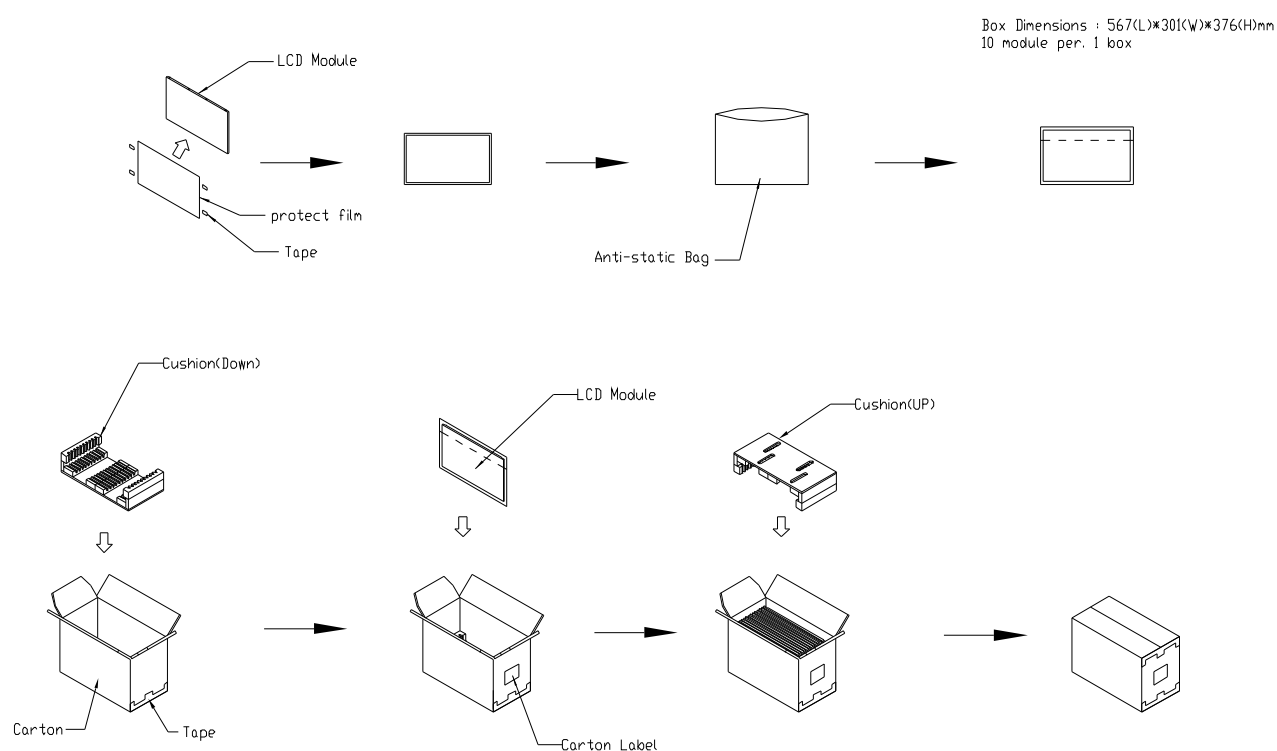 Box Dimensions : 567(L)*301(W)*376(H)mm
10 module per. 1 box
LCD Module
protect film
Tape
Anti-static Bag
Cushion(Down)
LCD Module
Cushion(UP)
Carton
Tape
Carton Label